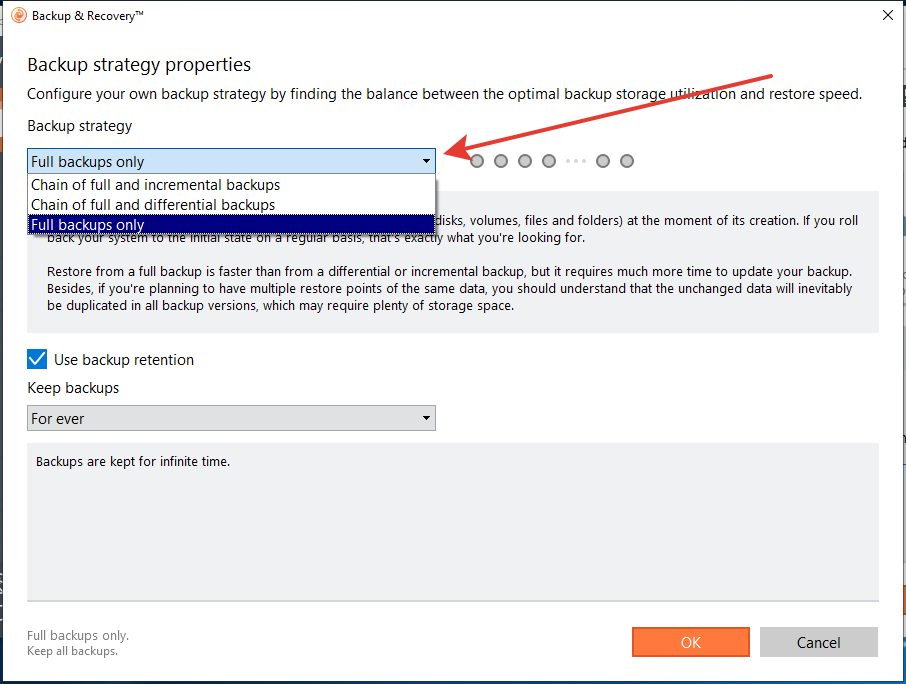 Backup & Recovery™
Backup strategy properties
Configure your own backup strategy by finding the balance between the optimal backup storage utilization and restore speed.
Backup strategy
Full backups only
Chain of full and incremental backups
Chain of full and differential backups
Full backups only
disks, volumes, files and folders) at the moment of its creation. If you roll
back your system to the initial state on a regular basis, that's exactly what you're looking for.
Restore from a full backup is faster than from a differential or incremental backup, but it requires much more time to update your backup.
Besides, if you're planning to have multiple restore points of the same data, you should understand that the unchanged data will inevitably
be duplicated in all backup versions, which may require plenty of storage space.
Use backup retention
Keep backups
For ever
Backups are kept for infinite time.
Full backups only.
Keep all backups.
OK
Cancel